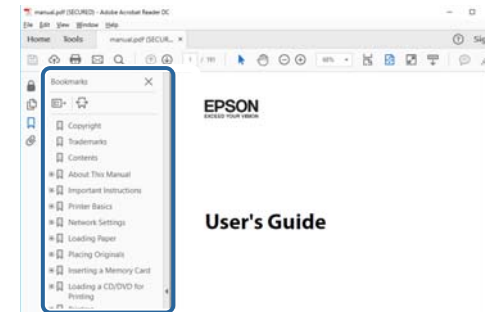 manual.pdf (SECURED) - Adobe Acrobat Reader DC
File Edit View Window Help
Home Tools manual.pdf (SECUR... ×
Bookmarks
Copyright
Trademarks
Contents
About This Manual
Important Instructions
Printer Basics
Network Settings
Loading Paper
Placing Originals
Inserting a Memory Card
Loading a CD/DVD for
Printing
EPSON
EXCEED YOUR VISION
User's Guide